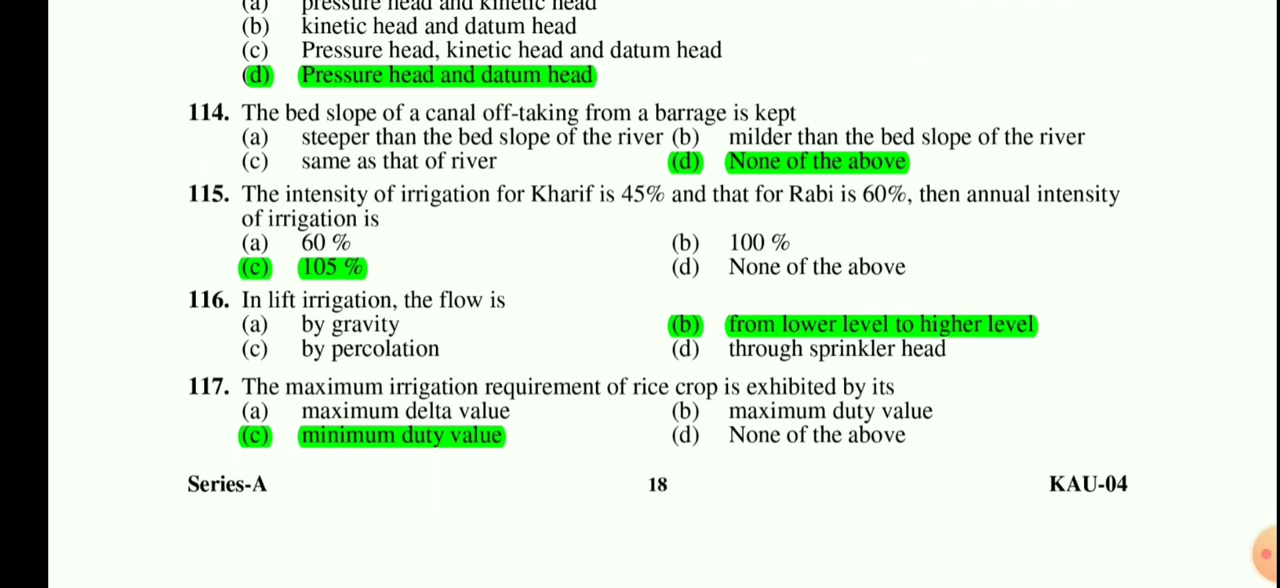 (a) pressure head and kinetic head
(b) kinetic head and datum head
(c) Pressure head, kinetic head and datum head
(d) Pressure head and datum head
114. The bed slope of a canal off-taking from a barrage is kept
(a) steeper than the bed slope of the river (b) milder than the bed slope of the river
(c) same as that of river (d) None of the above
115. The intensity of irrigation for Kharif is 45% and that for Rabi is 60%, then annual intensity
of irrigation is
(a) 60 % (b) 100 %
(c) 105 % (d) None of the above
116. In lift irrigation, the flow is
(a) by gravity (b) from lower level to higher level
(c) by percolation (d) through sprinkler head
117. The maximum irrigation requirement of rice crop is exhibited by its
(a) maximum delta value (b) maximum duty value
(c) minimum duty value (d) None of the above
Series-A 18 KAU-04